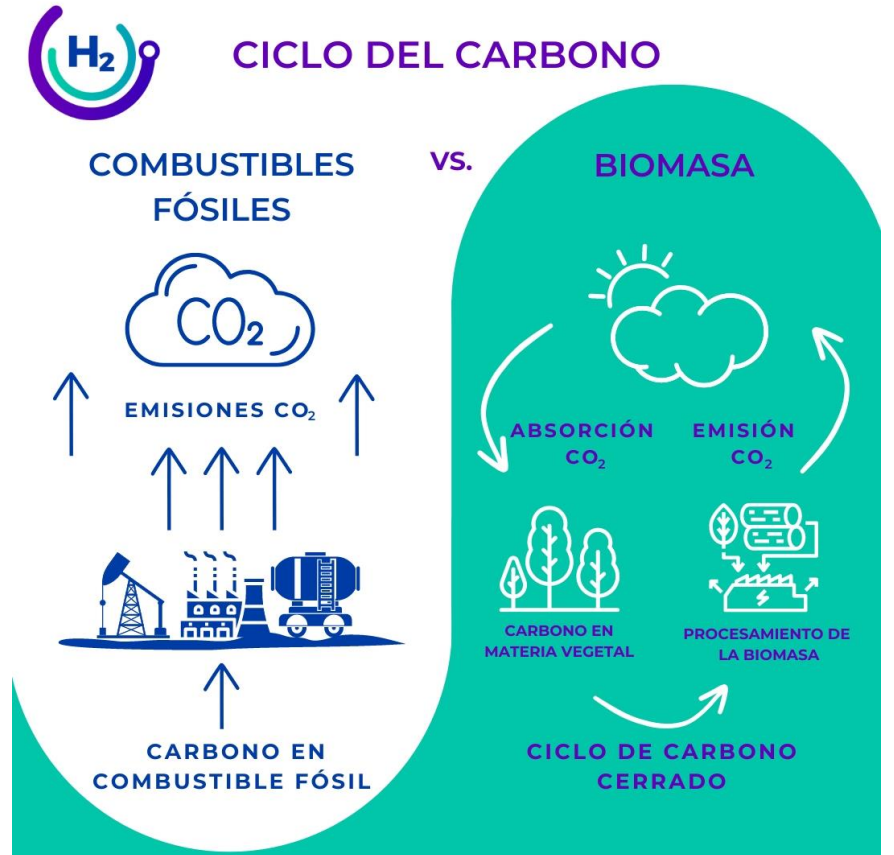 H₂
CICLO DEL CARBONO
COMBUSTIBLES
FÓSILES
VS.
BIOMASA
CO₂
EMISIONES CO₂
CARBONO EN
COMBUSTIBLE FÓSIL
ABSORCIÓN
CO₂
EMISIÓN
CO₂
CARBONO EN
MATERIA VEGETAL
PROCESAMIENTO DE
LA BIOMASA
CICLO DE CARBONO
CERRADO